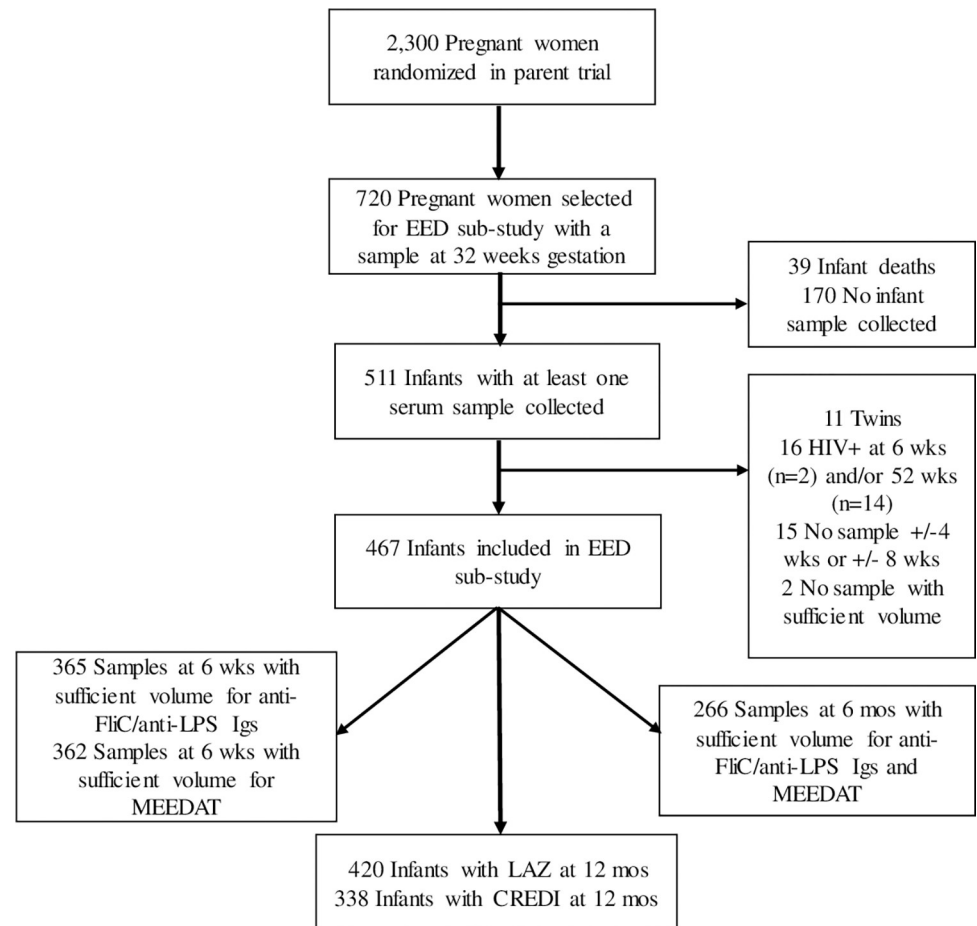 2,300 Pregnant women
randomized in parent trial
720 Pregnant women selected
for EED sub-study with a
sample at 32 weeks gestation
39 Infant deaths
170 No infant
sample collected
511 Infants with at least one
serum sample collected
11 Twins
16 HIV+ at 6 wks
(n=2) and/or 52 wks
(n=14)
15 No sample +/-4
wks or +/- 8 wks
2 No sample with
sufficient volume
467 Infants included in EED
sub-study
365 Samples at 6 wks with
sufficient volume for anti-
FliC/anti-LPS Igs
362 Samples at 6 wks with
sufficient volume for
MEEDAT
266 Samples at 6 mos with
sufficient volume for anti-
FliC/anti-LPS Igs and
MEEDAT
420 Infants with LAZ at 12 mos
338 Infants with CREDI at 12 mos